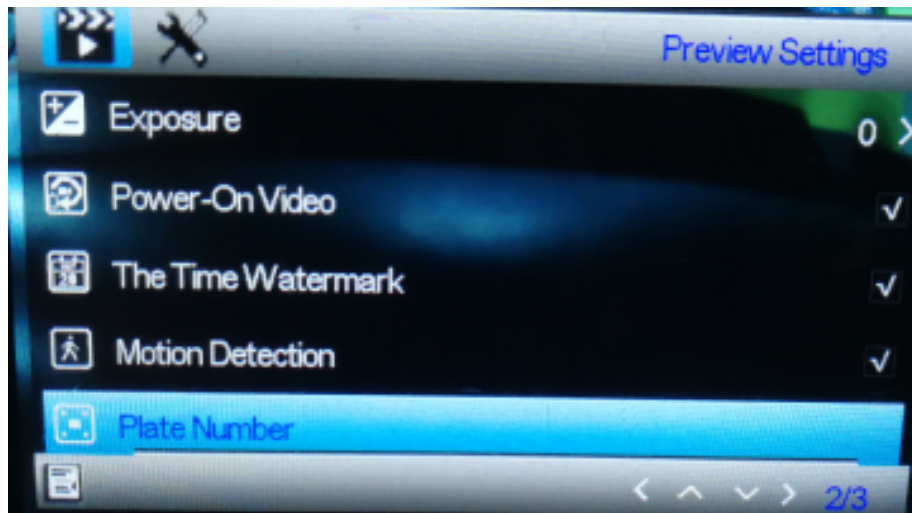 Preview Settings
Exposure 0 >
Power-On Video √
The Time Watermark √
Motion Detection √
Plate Number
2/3